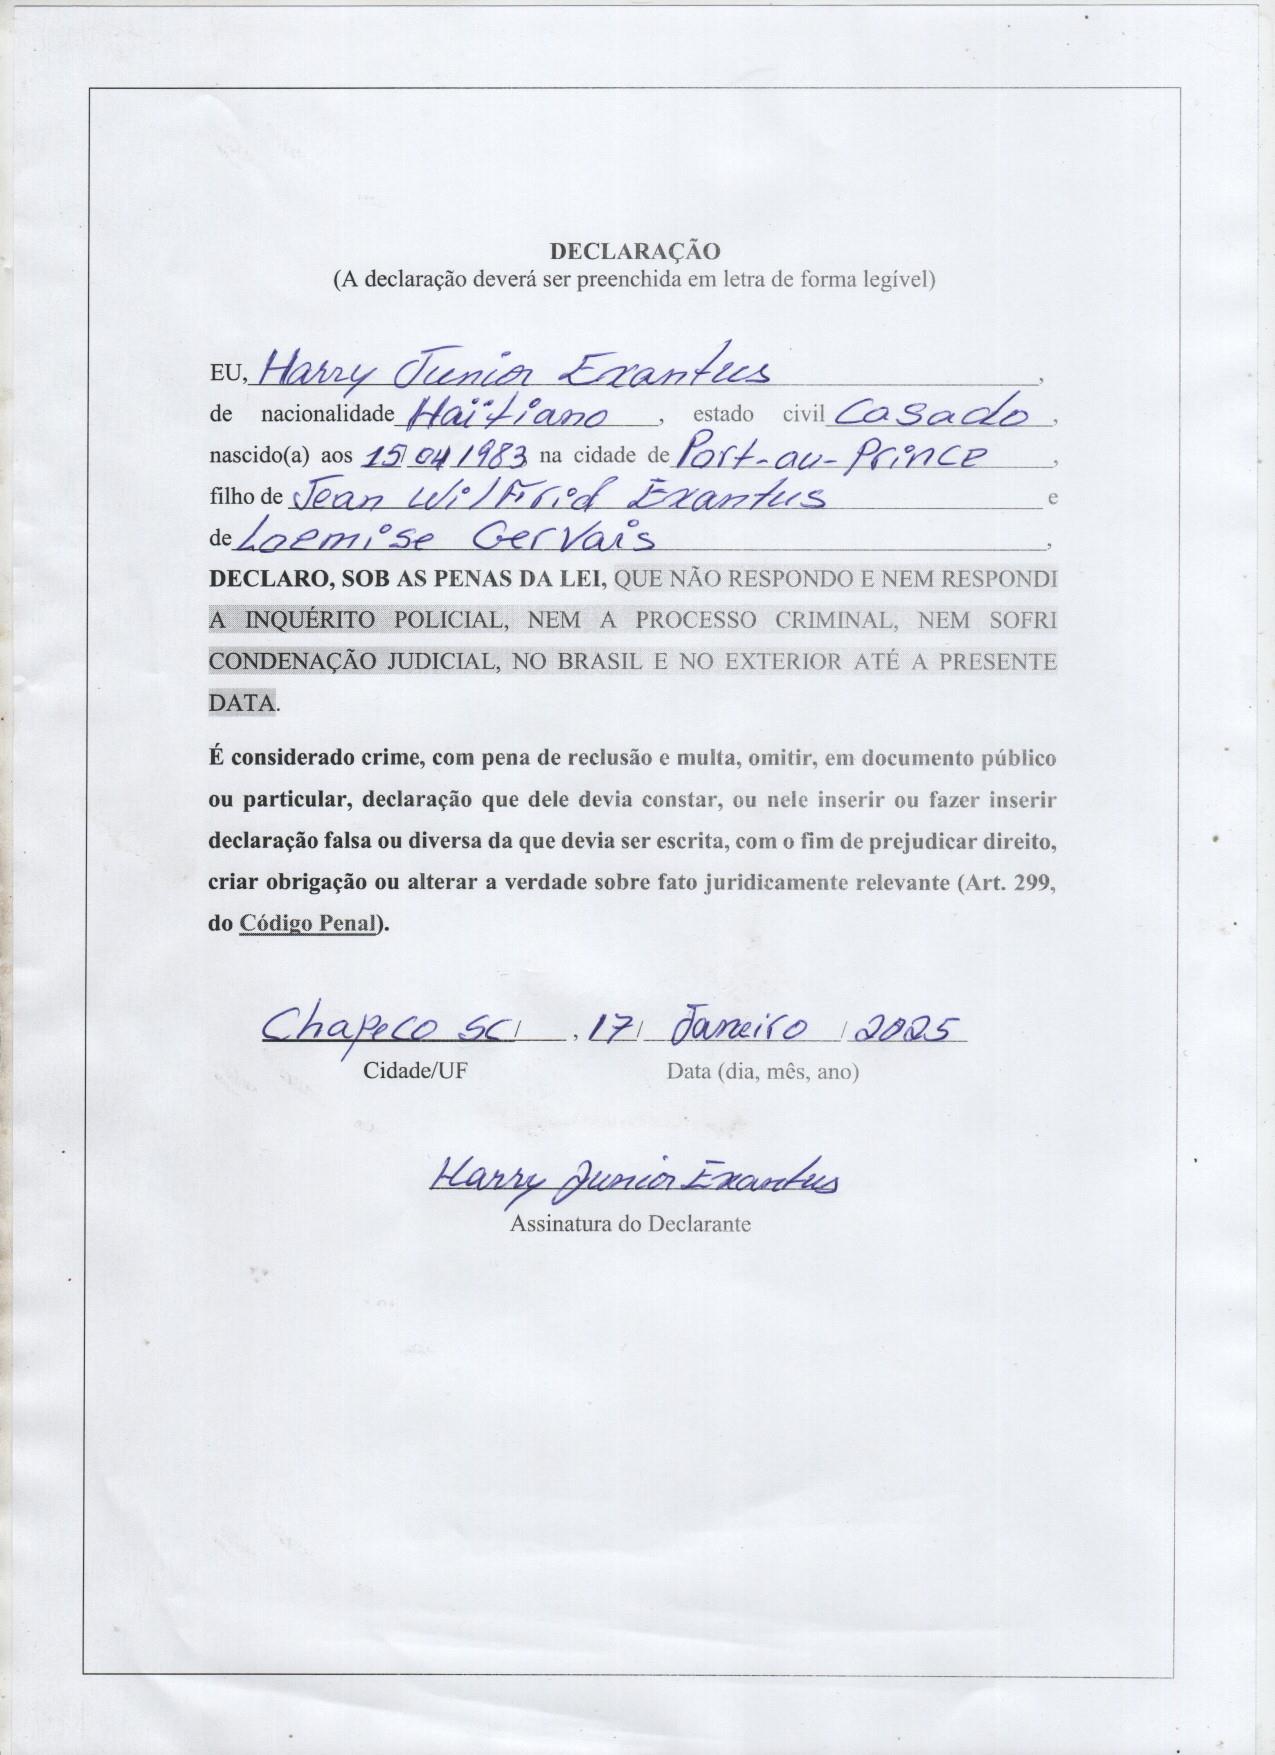 DECLARAÇÃO
(A declaração deverá ser preenchida em letra de forma legível)
EU, Harry Junior Exantus,
de nacionalidade Haïtiano, estado civil Casado,
nascido(a) aos 15/04/1983 na cidade de Port-au-Prince,
filho de Jean Wilfrid Exantus e
de Loemise Gervais,
DECLARO, SOB AS PENAS DA LEI, QUE NÃO RESPONDO E NEM RESPONDI
A INQUÉRITO POLICIAL, NEM A PROCESSO CRIMINAL, NEM SOFRI
CONDENAÇÃO JUDICIAL, NO BRASIL E NO EXTERIOR ATÉ A PRESENTE
DATA.
É considerado crime, com pena de reclusão e multa, omitir, em documento público
ou particular, declaração que dele devia constar, ou nele inserir ou fazer inserir
declaração falsa ou diversa da que devia ser escrita, com o fim de prejudicar direito,
criar obrigação ou alterar a verdade sobre fato juridicamente relevante (Art. 299,
do Código Penal).
Chapeco SC/, 17/ Janeiro / 2025
Cidade/UF Data (dia, mês, ano)
Harry Junior Exantus
Assinatura do Declarante